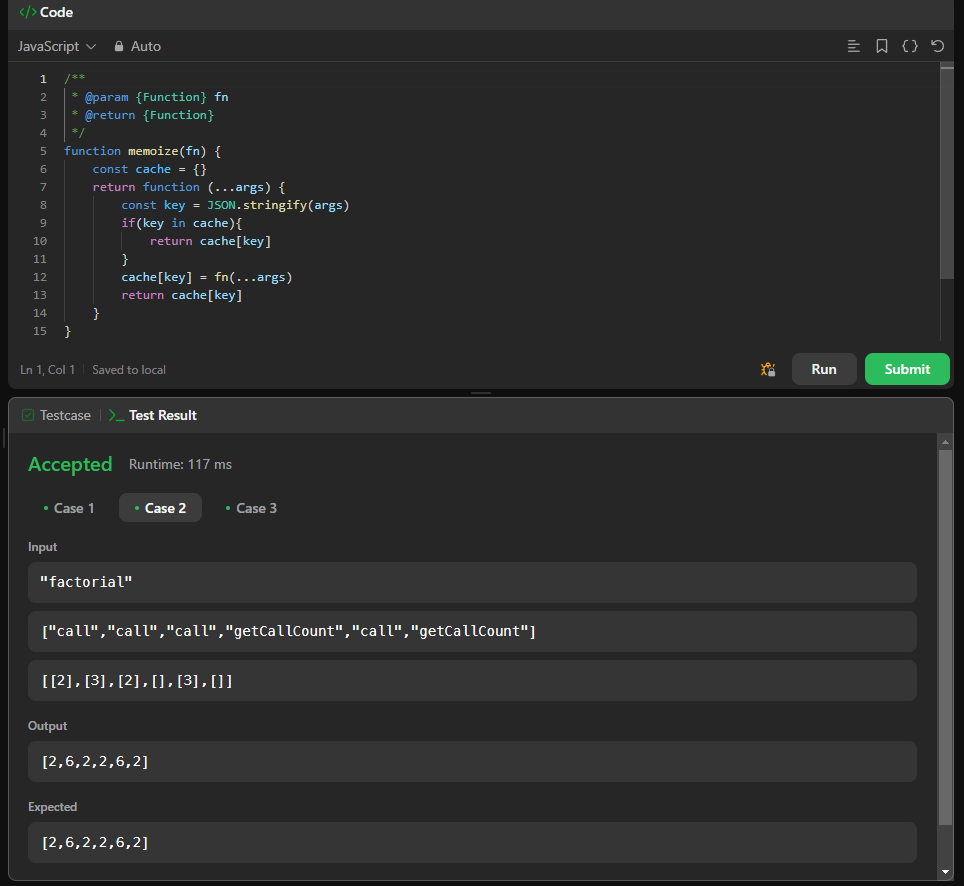 </> Code
JavaScript Auto
1 /**
2 * @param {Function} fn
3 * @return {Function}
4 */
5 function memoize(fn) {
6 const cache = {}
7 return function (...args) {
8 const key = JSON.stringify(args)
9 if(key in cache){
10 return cache[key]
11 }
12 cache[key] = fn(...args)
13 return cache[key]
14 }
15 }
Ln 1, Col 1 | Saved to local
Run
Submit
Testcase | >_ Test Result
Accepted Runtime: 117 ms
• Case 1 • Case 2 • Case 3
Input
"factorial"
["call","call","call","getCallCount","call","getCallCount"]
[[2],[3],[2],[],[3],[]]
Output
[2,6,2,2,6,2]
Expected
[2,6,2,2,6,2]